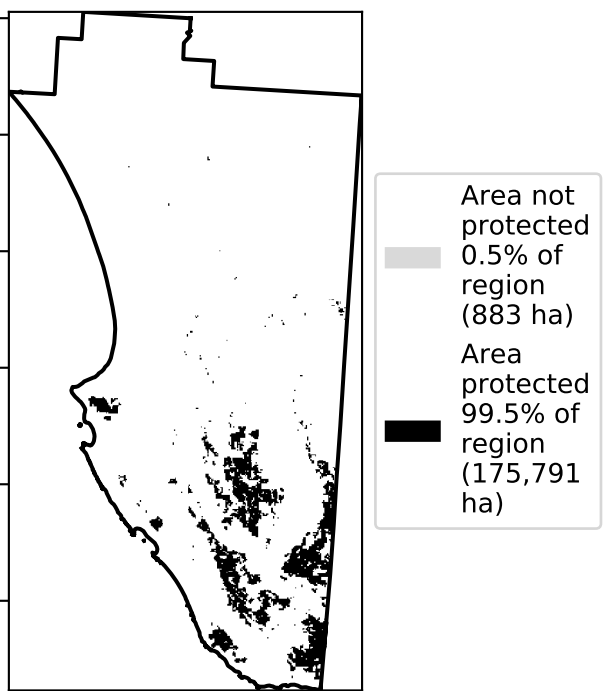 Area not
protected
0.5% of
region
(883 ha)
Area
protected
99.5% of
region
(175,791
ha)